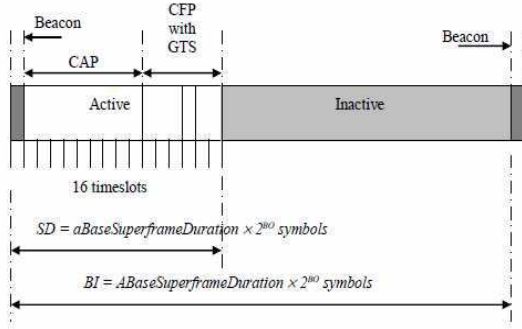 CFP
with
GTS
Beacon
Beacon
CAP
Active
Inactive
16 timeslots
SD = aBaseSuperframeDuration × 2^BO symbols
BI = ABaseSuperframeDuration × 2^BO symbols